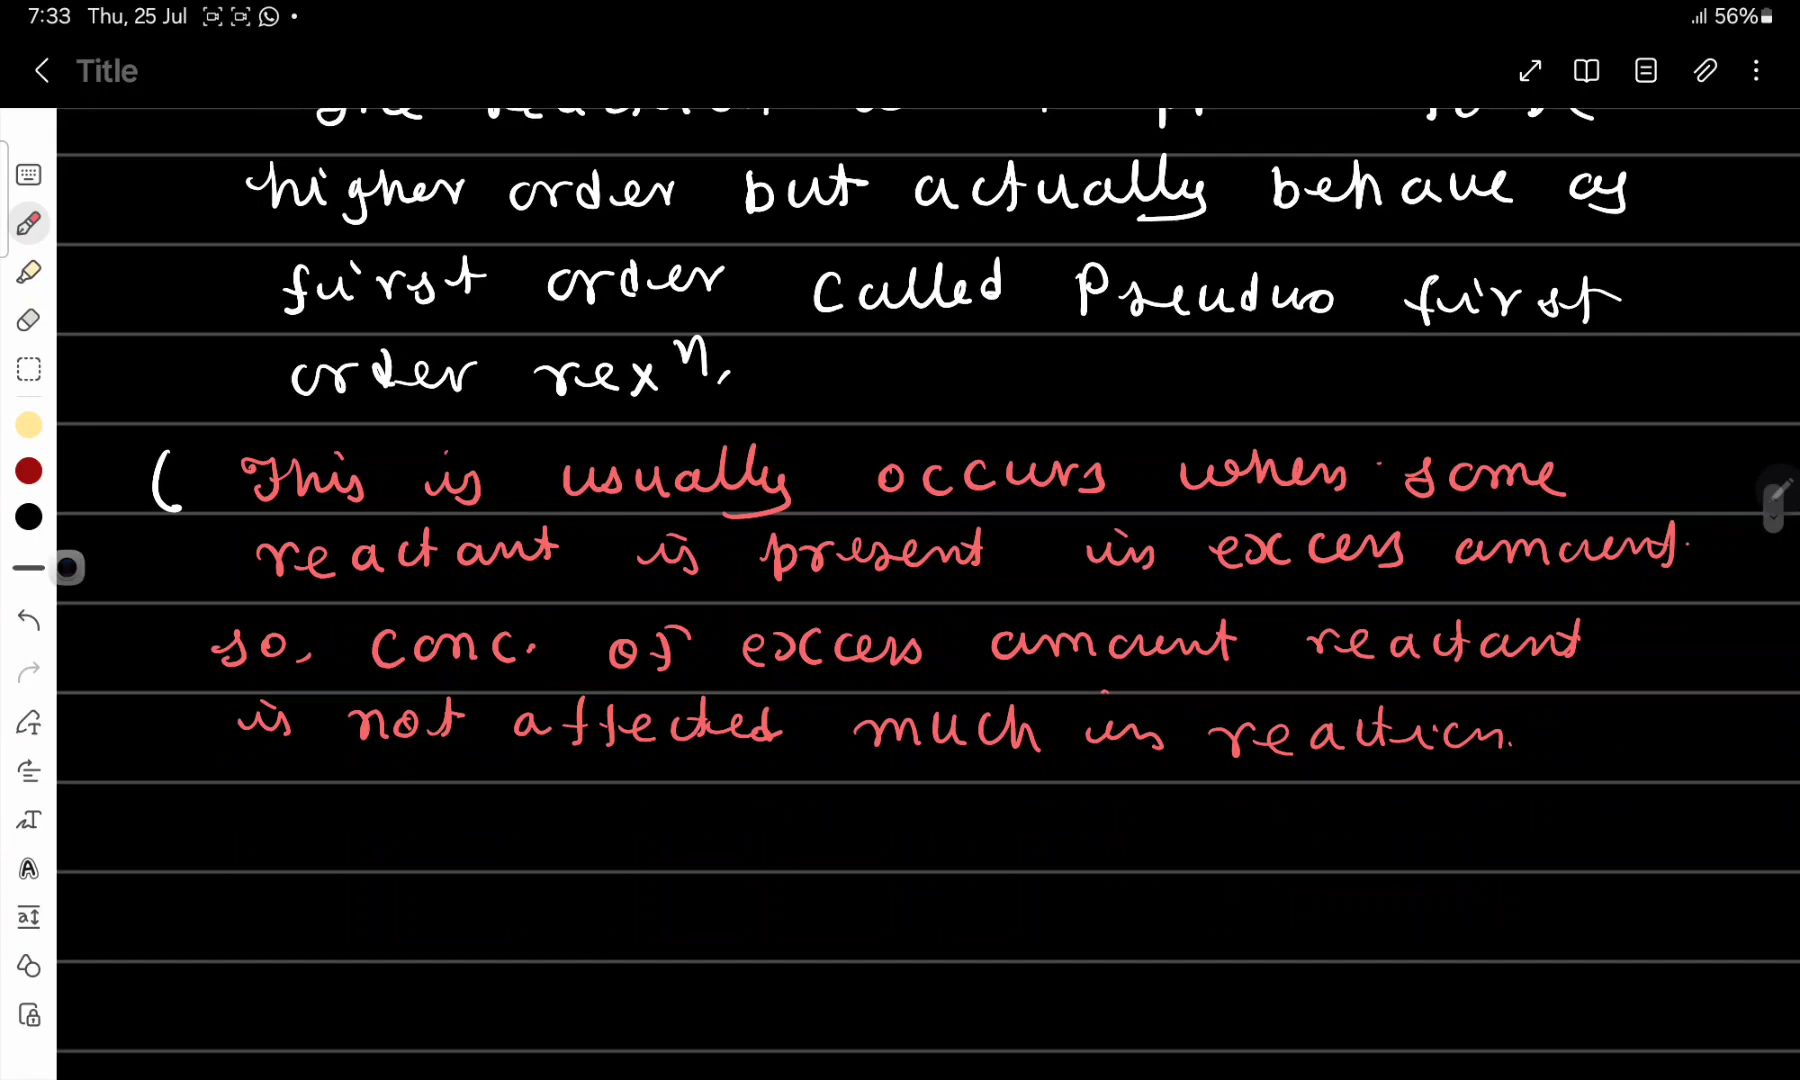 7:33 Thu, 25 Jul 56%
Title
higher order but actually behave as
first order called Pseuduo first
order rexⁿ.
( This is usually occurs when some
reactant is present in excess amount.
so, conc. of excess amount reactant
is not affected much in reaction.